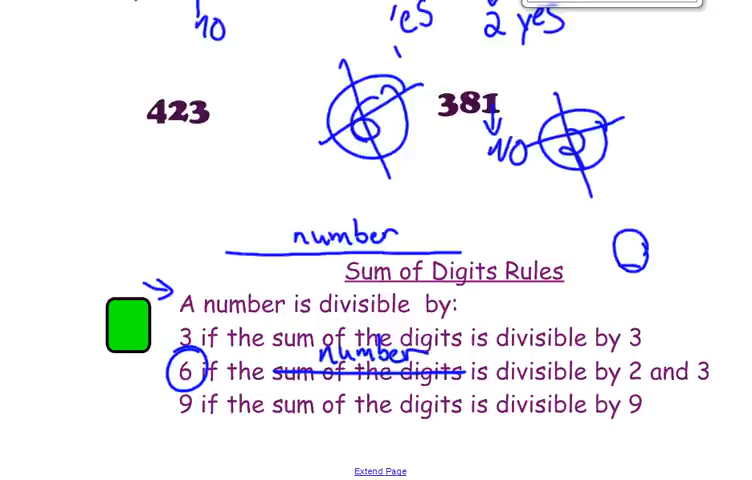 no yes 2 yes
423 6 381
NO 2
number
Sum of Digits Rules
A number is divisible by:
3 if the sum of the digits is divisible by 3
number
6 if the sum of the digits is divisible by 2 and 3
9 if the sum of the digits is divisible by 9
Extend Page